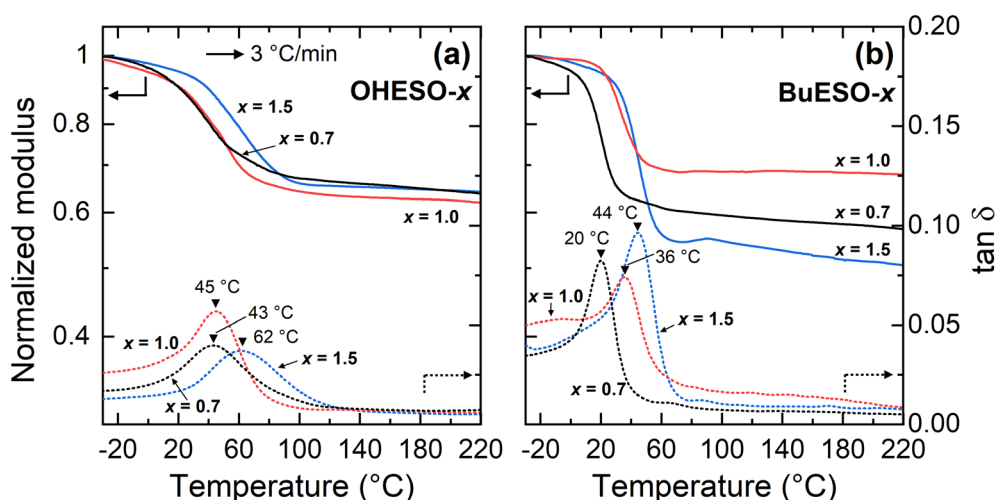 1
0.8
0.6
0.4
Normalized modulus
3 °C/min
(a)
OHESO-x
x = 1.5
x = 0.7
x = 1.0
45 °C
43 °C
62 °C
x = 1.0
x = 1.5
x = 0.7
-20 20 60 100 140 180 220
Temperature (°C)
(b)
BuESO-x
x = 1.0
x = 0.7
x = 1.5
44 °C
20 °C
36 °C
x = 1.0
x = 1.5
x = 0.7
-20 20 60 100 140 180 220
Temperature (°C)
0.20
0.15
0.10
0.05
0.00
tan δ